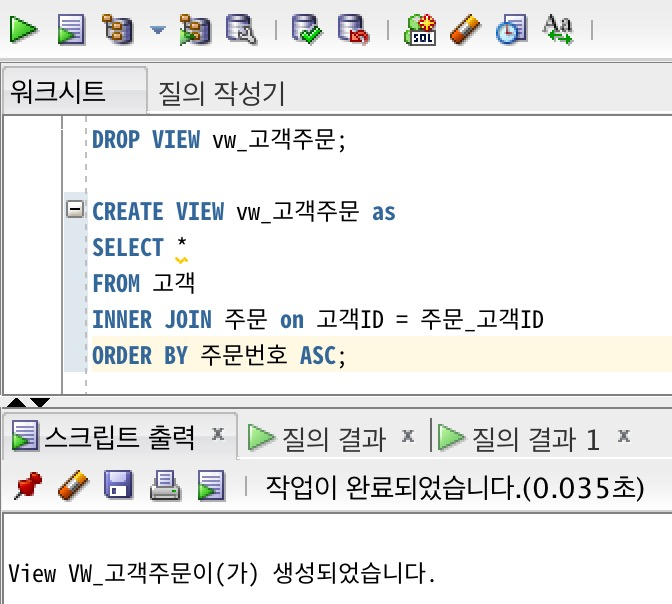 SQL
Aa
워크시트 질의 작성기
DROP VIEW vw_고객주문;
CREATE VIEW vw_고객주문 as
SELECT *
FROM 고객
INNER JOIN 주문 on 고객ID = 주문_고객ID
ORDER BY 주문번호 ASC;
스크립트 출력 x 질의 결과 x 질의 결과 1 x
작업이 완료되었습니다.(0.035초)
View VW_고객주문이(가) 생성되었습니다.